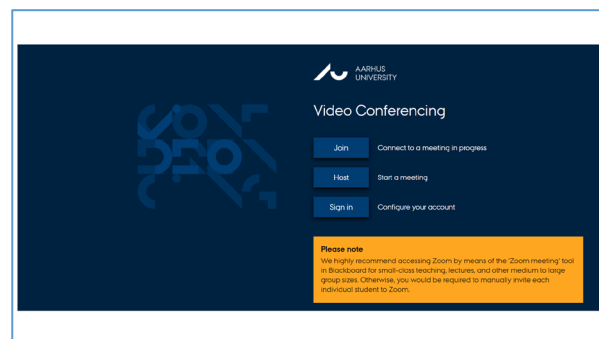 AARHUS
UNIVERSITY
Video Conferencing
Join Connect to a meeting in progress
Host Start a meeting
Sign in Configure your account
Please note
We highly recommend accessing Zoom by means of the 'Zoom meeting' tool
in Blackboard for small-class teaching, lectures, and other medium to large
group sizes. Otherwise, you would be required to manually invite each
individual student to Zoom.